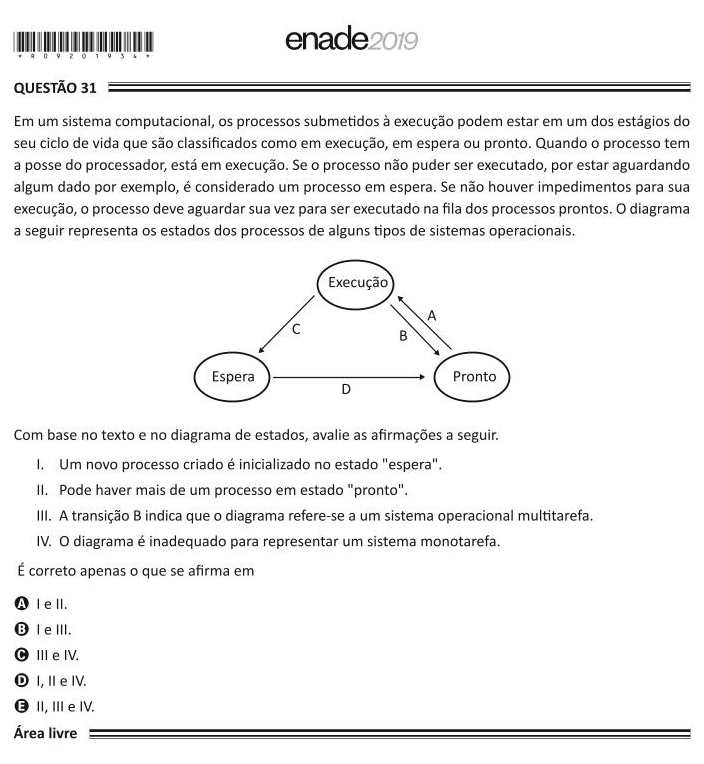 enade2019
* R 0 9 2 0 1 9 3 4 *
QUESTÃO 31
Em um sistema computacional, os processos submetidos à execução podem estar em um dos estágios do
seu ciclo de vida que são classificados como em execução, em espera ou pronto. Quando o processo tem
a posse do processador, está em execução. Se o processo não puder ser executado, por estar aguardando
algum dado por exemplo, é considerado um processo em espera. Se não houver impedimentos para sua
execução, o processo deve aguardar sua vez para ser executado na fila dos processos prontos. O diagrama
a seguir representa os estados dos processos de alguns tipos de sistemas operacionais.
Execução
A
C
B
Espera
Pronto
D
Com base no texto e no diagrama de estados, avalie as afirmações a seguir.
I. Um novo processo criado é inicializado no estado "espera".
II. Pode haver mais de um processo em estado "pronto".
III. A transição B indica que o diagrama refere-se a um sistema operacional multitarefa.
IV. O diagrama é inadequado para representar um sistema monotarefa.
É correto apenas o que se afirma em
A I e II.
B I e III.
C III e IV.
D I, II e IV.
E II, III e IV.
Área livre